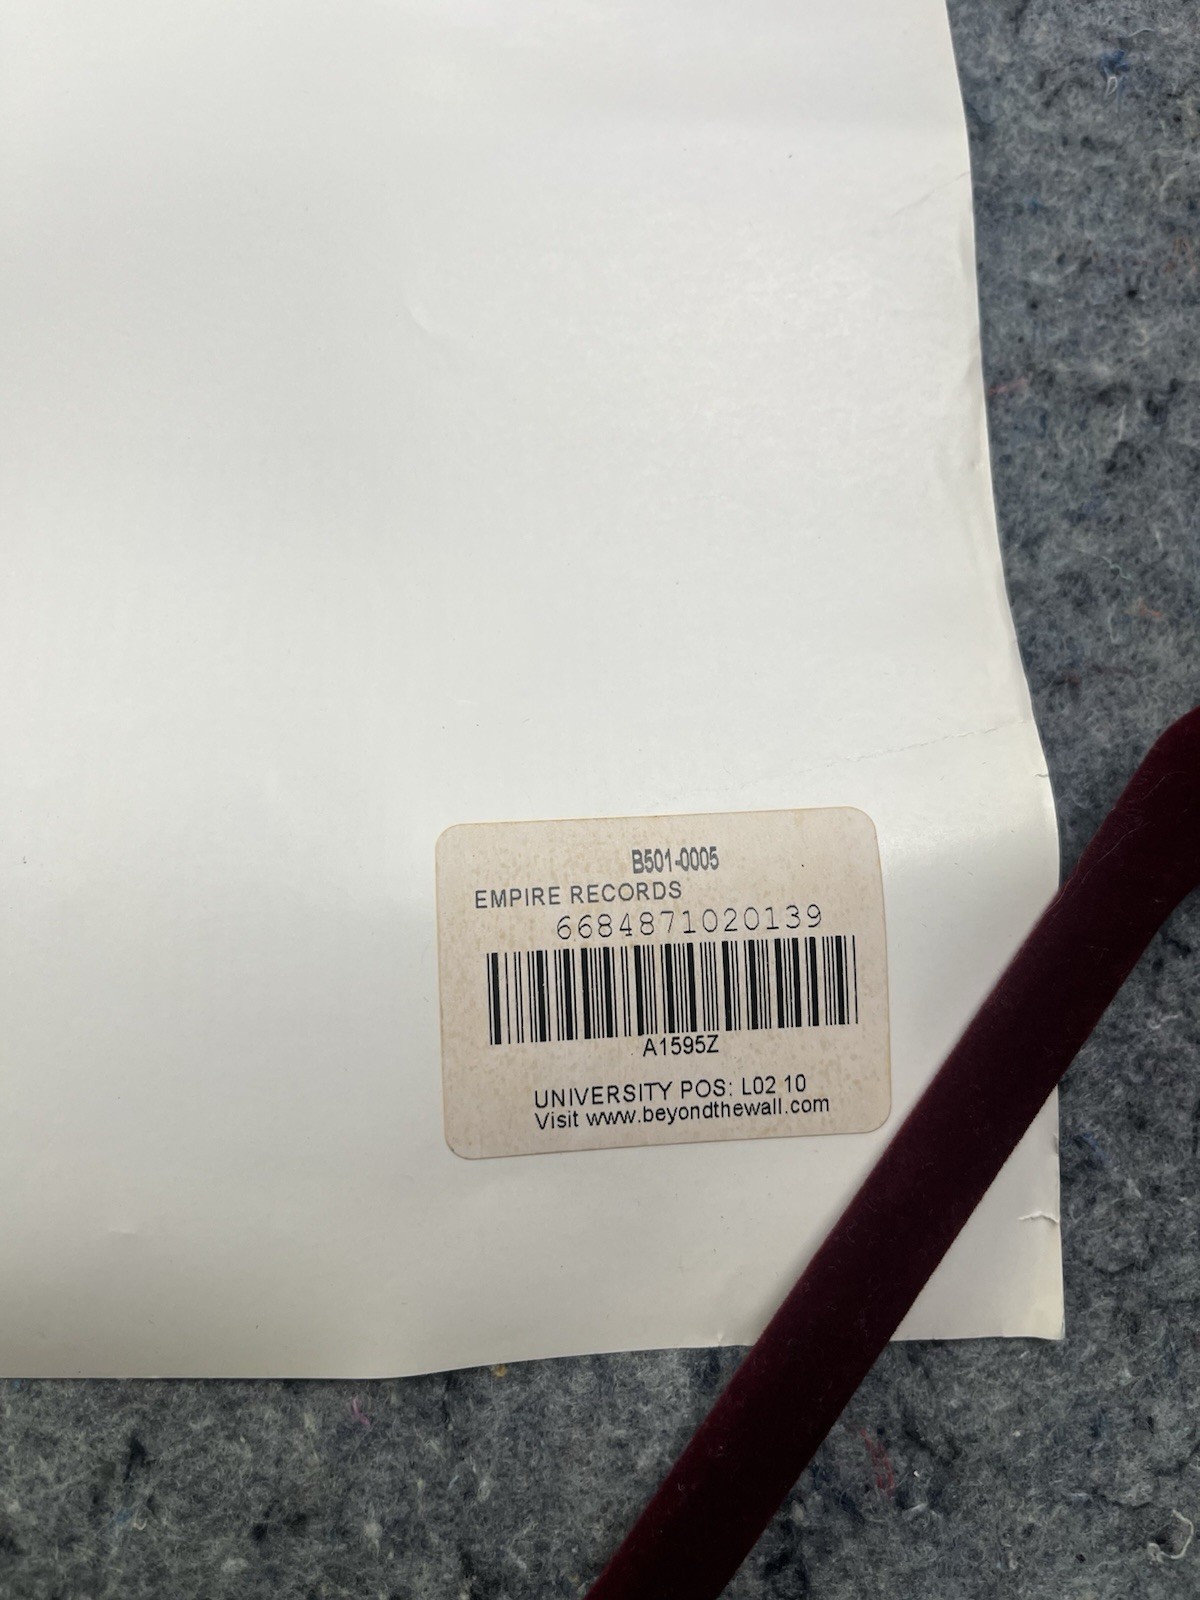 B501-0005
EMPIRE RECORDS
6684871020139
A1595Z
UNIVERSITY POS: L02 10
Visit www.beyondthewall.com